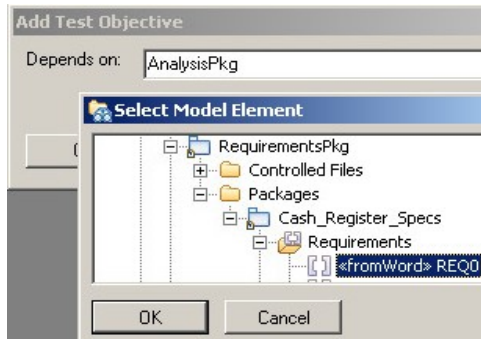 Add Test Objective
Depends on: AnalysisPkg
Select Model Element
RequirementsPkg
Controlled Files
Packages
Cash_Register_Specs
Requirements
«fromWord» REQ0
OK Cancel